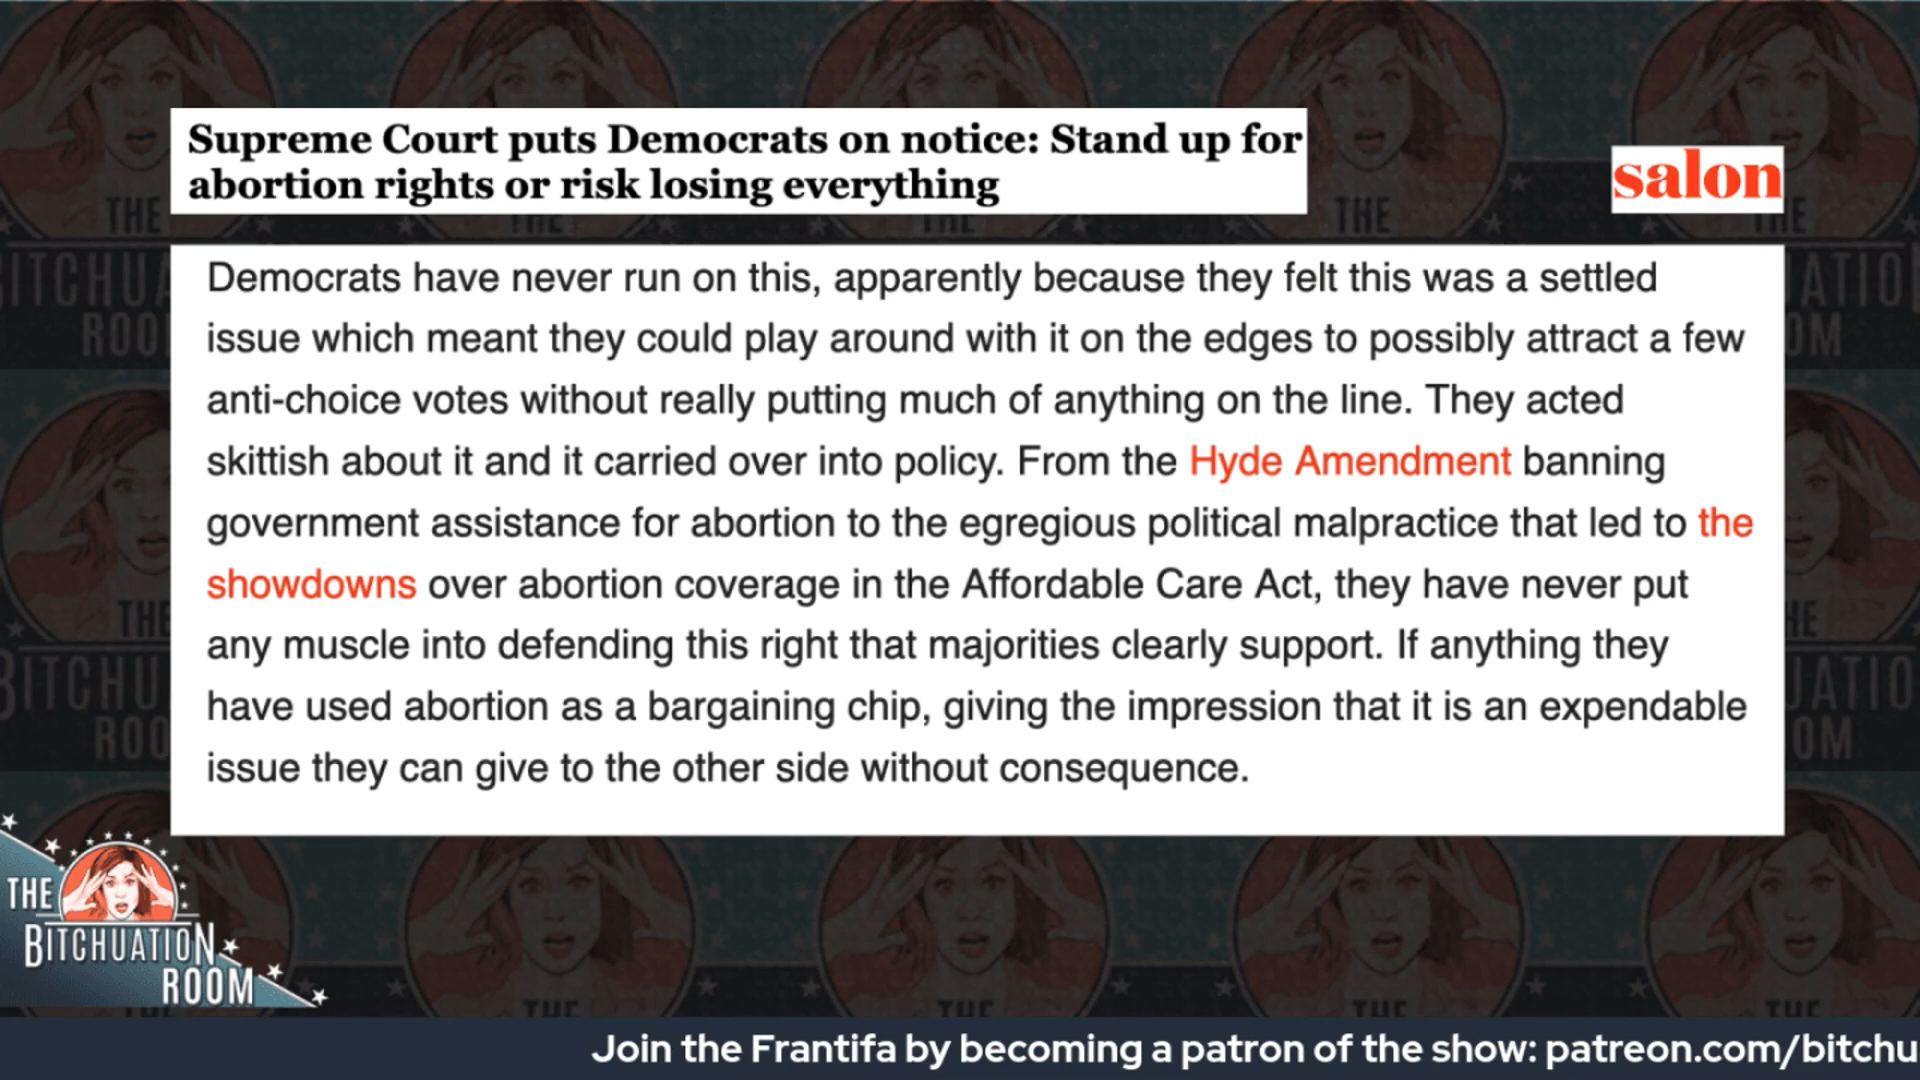 Supreme Court puts Democrats on notice: Stand up for
abortion rights or risk losing everything
salon
Democrats have never run on this, apparently because they felt this was a settled
issue which meant they could play around with it on the edges to possibly attract a few
anti-choice votes without really putting much of anything on the line. They acted
skittish about it and it carried over into policy. From the Hyde Amendment banning
government assistance for abortion to the egregious political malpractice that led to the
showdowns over abortion coverage in the Affordable Care Act, they have never put
any muscle into defending this right that majorities clearly support. If anything they
have used abortion as a bargaining chip, giving the impression that it is an expendable
issue they can give to the other side without consequence.
THE
BITCHUATION
ROOM
Join the Frantifa by becoming a patron of the show: patreon.com/bitchu